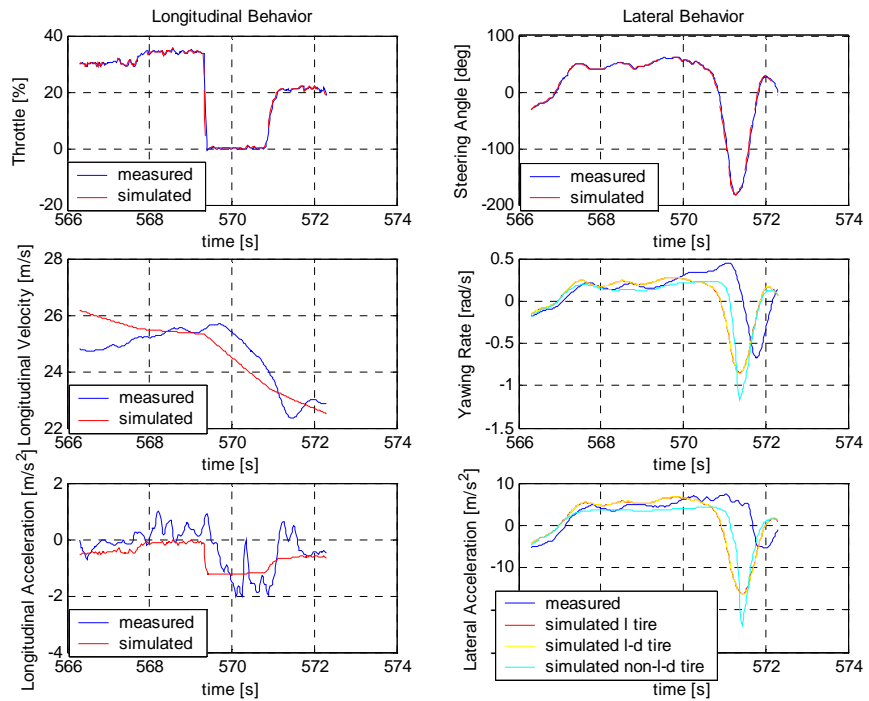 Longitudinal Behavior
Lateral Behavior
40
20
0
-20
Throttle [%]
measured
simulated
566 568 570 572 574
time [s]
100
0
-100
-200
Steering Angle [deg]
measured
simulated
566 568 570 572 574
time [s]
28
26
24
22
Longitudinal Velocity [m/s]
measured
simulated
566 568 570 572 574
time [s]
0.5
0
-0.5
-1
-1.5
Yawing Rate [rad/s]
566 568 570 572 574
time [s]
2
0
-2
-4
Longitudinal Acceleration [m/s²]
measured
simulated
566 568 570 572 574
time [s]
10
0
-10
Lateral Acceleration [m/s²]
measured
simulated l tire
simulated l-d tire
simulated non-l-d tire
572 574
time [s]